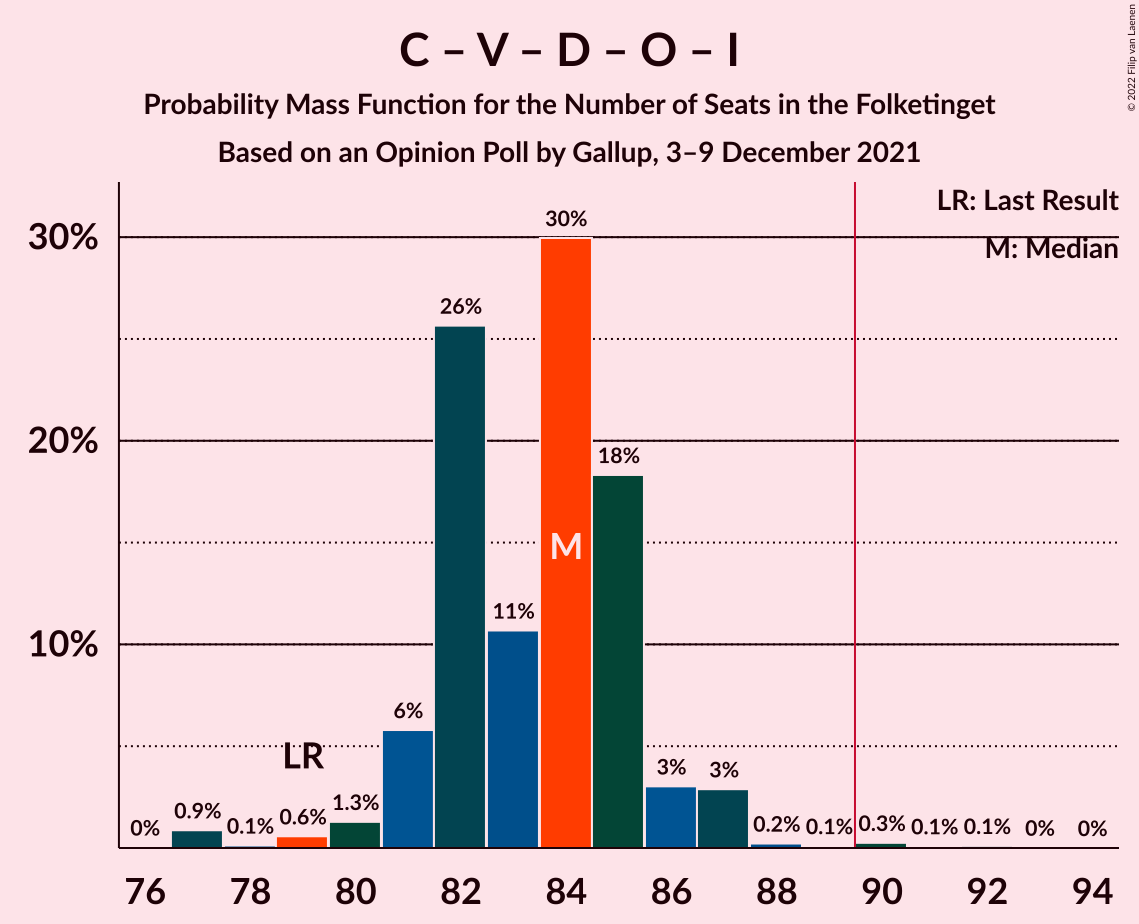 C – V – D – O – I
Probability Mass Function for the Number of Seats in the Folketinget
Based on an Opinion Poll by Gallup, 3–9 December 2021
© 2022 Filip van Laenen
LR: Last Result
M: Median
30%
20%
10%
0%
0.9%
0.1%
0.6%
1.3%
6%
26%
11%
30%
18%
3%
3%
0.2%
0.1%
0.3%
0.1%
0.1%
0%
0%
LR
M
76 78 80 82 84 86 88 90 92 94